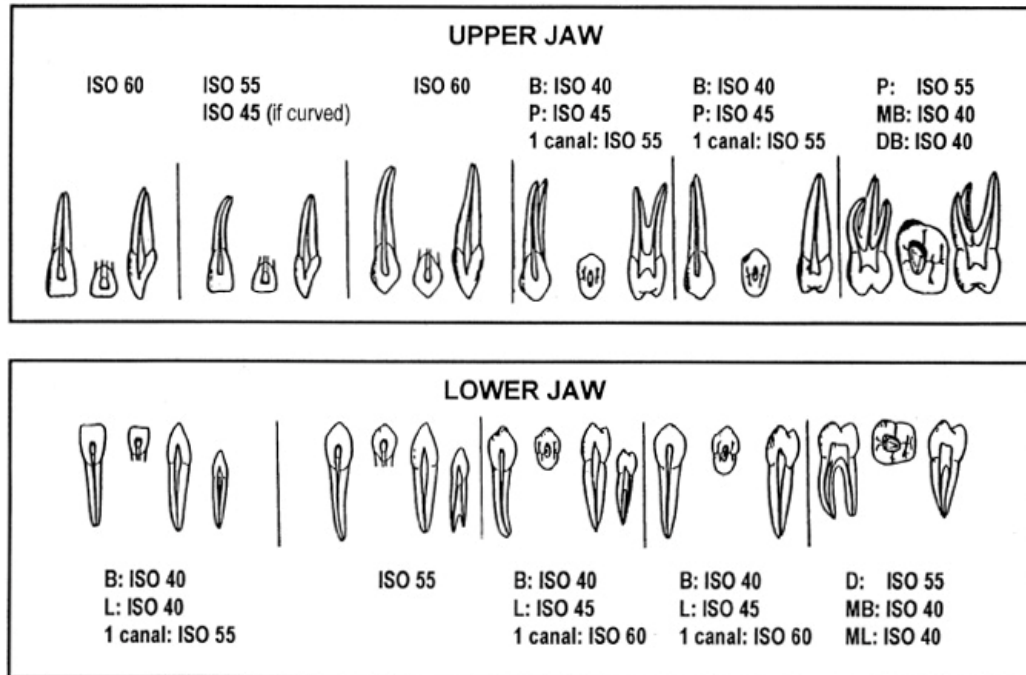 UPPER JAW
ISO 60
ISO 55
ISO 45 (if curved)
ISO 60
B: ISO 40
P: ISO 45
1 canal: ISO 55
B: ISO 40
P: ISO 45
1 canal: ISO 55
P: ISO 55
MB: ISO 40
DB: ISO 40
LOWER JAW
B: ISO 40
L: ISO 40
1 canal: ISO 55
ISO 55
B: ISO 40
L: ISO 45
1 canal: ISO 60
B: ISO 40
L: ISO 45
1 canal: ISO 60
D: ISO 55
MB: ISO 40
ML: ISO 40